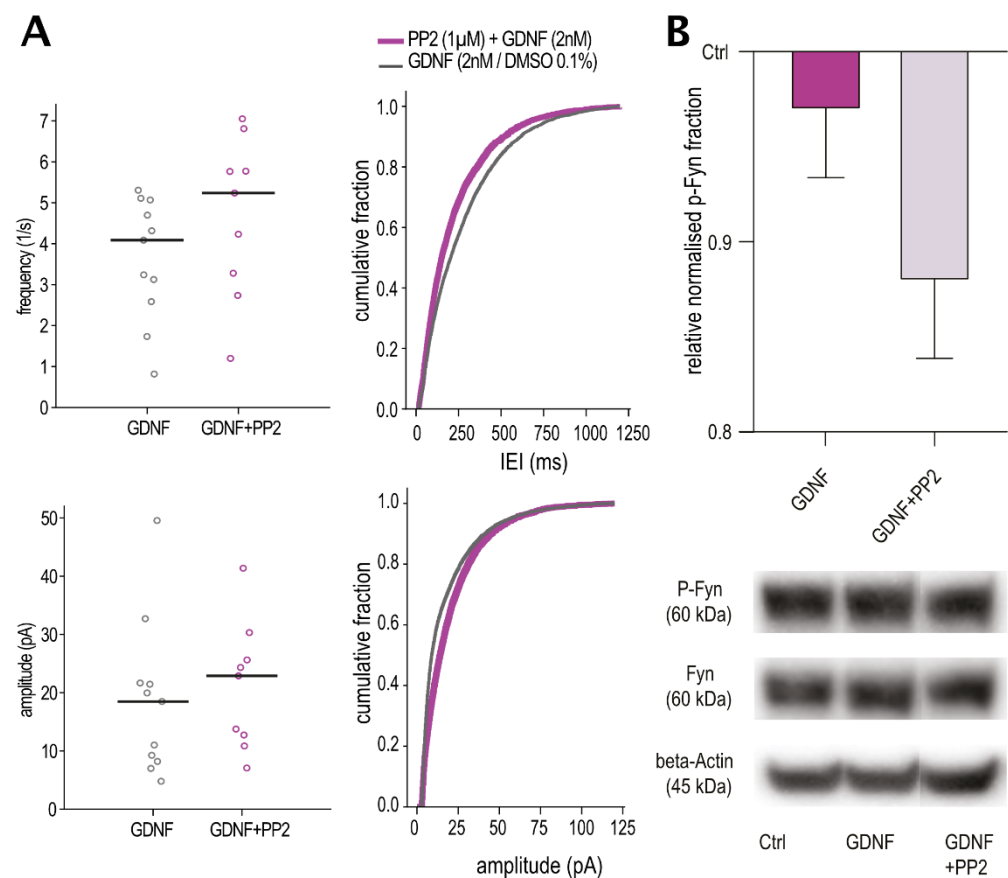 A
PP2 (1µM) + GDNF (2nM)
GDNF (2nM / DMSO 0.1%)
frequency (1/s)
7
6
5
4
3
2
1
0
GDNF
GDNF+PP2
cumulative fraction
1.0
0.8
0.6
0.4
0.2
0.0
0
250
500
750
1000
1250
IEI (ms)
amplitude (pA)
50
40
30
20
10
0
GDNF
GDNF+PP2
cumulative fraction
1.0
0.8
0.6
0.4
0.2
0.0
0
25
50
75
100
125
amplitude (pA)
B
Ctrl
0.9
0.8
relative normalised p-Fyn fraction
GDNF
GDNF+PP2
P-Fyn
(60 kDa)
Fyn
(60 kDa)
beta-Actin
(45 kDa)
Ctrl
GDNF
GDNF
+PP2